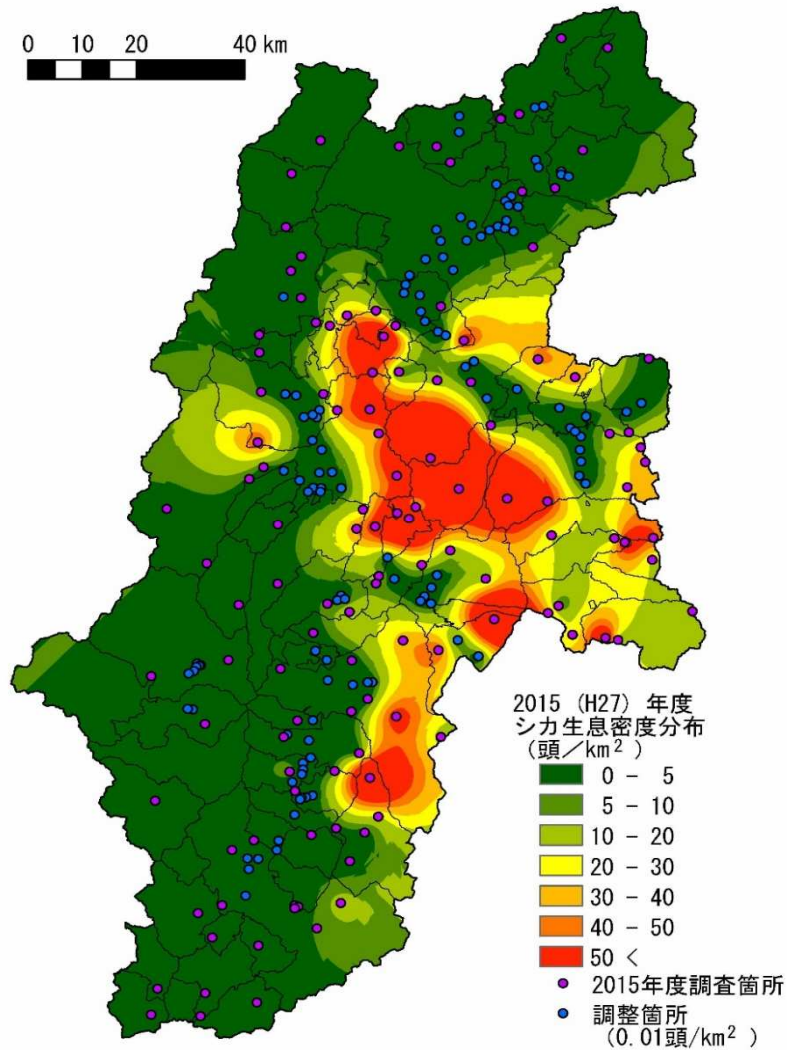 0 10 20 40 km
2015 (H27) 年度
シカ生息密度分布
(頭/km²)
0 - 5
5 - 10
10 - 20
20 - 30
30 - 40
40 - 50
50 <
2015年度調査箇所
調整箇所
(0.01頭/km²)